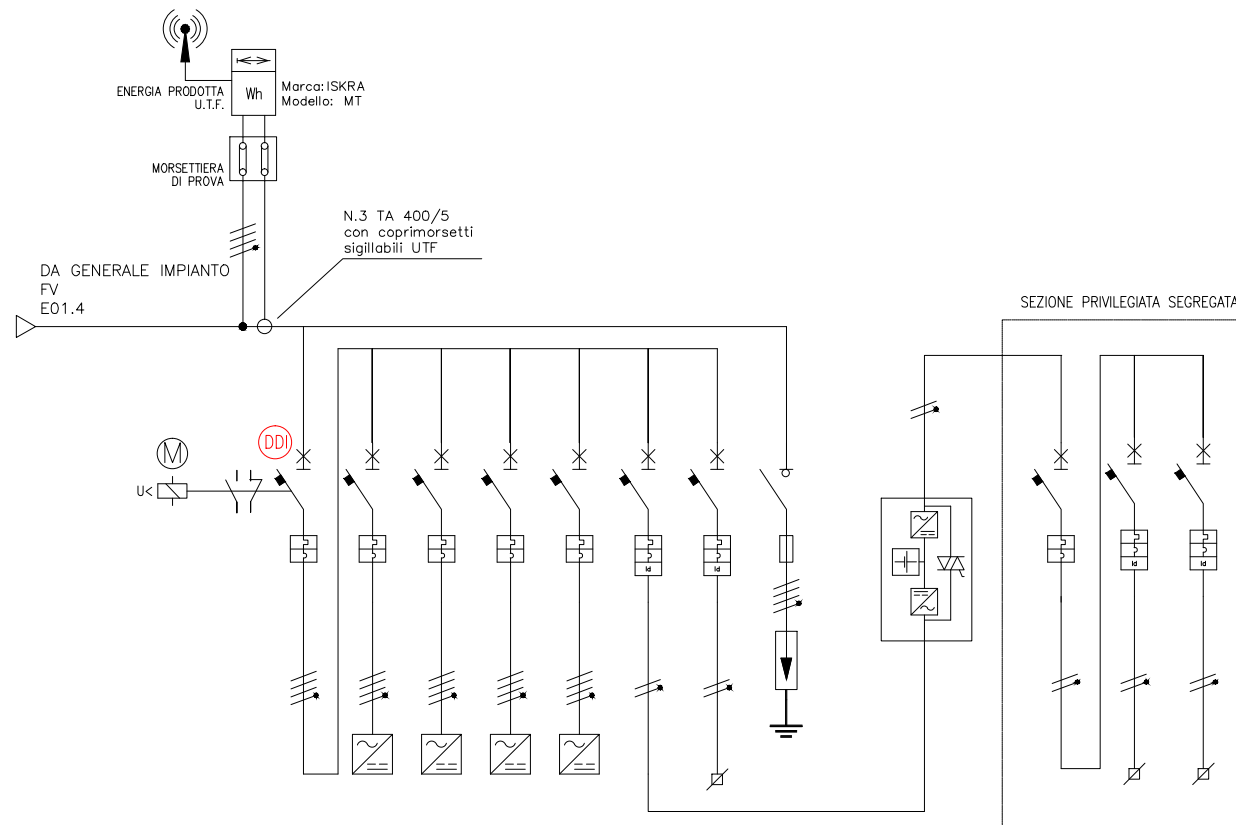 ENERGIA PRODOTTA
U.T.F.
Wh
Marca: ISKRA
Modello: MT
MORSETTIERA
DI PROVA
N.3 TA 400/5
con coprimorsetti
sigillabili UTF
DA GENERALE IMPIANTO
FV
E01.4
SEZIONE PRIVILEGIATA SEGREGATA
DDI
M
U<
Id
Id
Id
Id